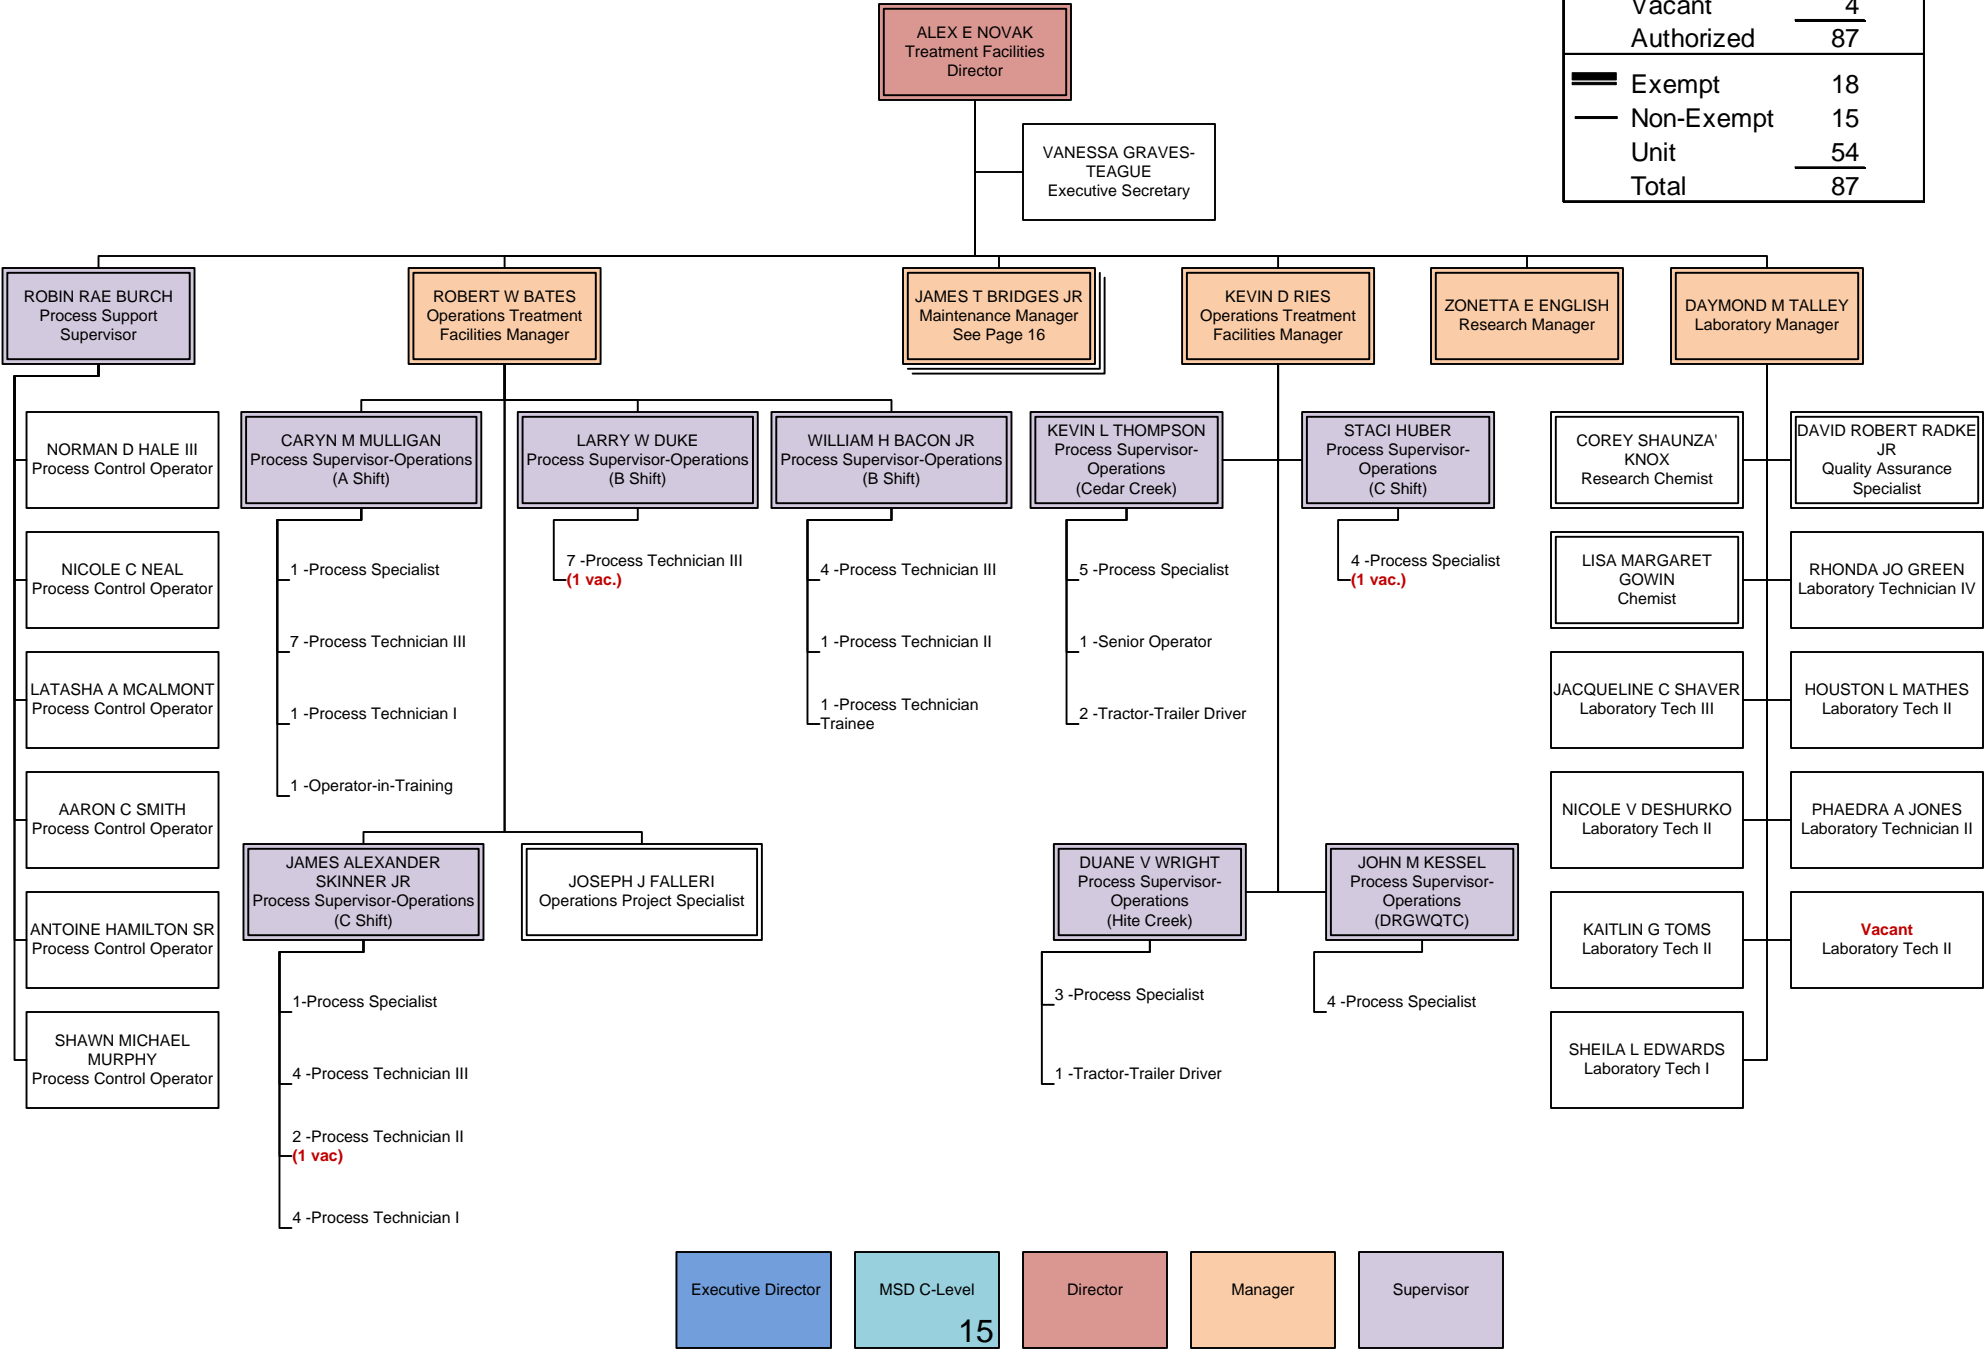 Vacant 4
Authorized 87
Exempt 18
Non-Exempt 15
Unit 54
Total 87
ALEX E NOVAK
Treatment Facilities
Director
VANESSA GRAVES-
TEAGUE
Executive Secretary
ROBIN RAE BURCH
Process Support
Supervisor
ROBERT W BATES
Operations Treatment
Facilities Manager
JAMES T BRIDGES JR
Maintenance Manager
See Page 16
KEVIN D RIES
Operations Treatment
Facilities Manager
ZONETTA E ENGLISH
Research Manager
DAYMOND M TALLEY
Laboratory Manager
NORMAN D HALE III
Process Control Operator
NICOLE C NEAL
Process Control Operator
LATASHA A MCALMONT
Process Control Operator
AARON C SMITH
Process Control Operator
ANTOINE HAMILTON SR
Process Control Operator
SHAWN MICHAEL
MURPHY
Process Control Operator
CARYN M MULLIGAN
Process Supervisor-Operations
(A Shift)
1 -Process Specialist
7 -Process Technician III
1 -Process Technician I
1 -Operator-in-Training
LARRY W DUKE
Process Supervisor-Operations
(B Shift)
7 -Process Technician III
(1 vac.)
WILLIAM H BACON JR
Process Supervisor-Operations
(B Shift)
4 -Process Technician III
1 -Process Technician II
1 -Process Technician
Trainee
JAMES ALEXANDER
SKINNER JR
Process Supervisor-Operations
(C Shift)
1-Process Specialist
4 -Process Technician III
2 -Process Technician II
(1 vac)
4 -Process Technician I
JOSEPH J FALLERI
Operations Project Specialist
KEVIN L THOMPSON
Process Supervisor-
Operations
(Cedar Creek)
5 -Process Specialist
1 -Senior Operator
2 -Tractor-Trailer Driver
STACI HUBER
Process Supervisor-
Operations
(C Shift)
4 -Process Specialist
(1 vac.)
DUANE V WRIGHT
Process Supervisor-
Operations
(Hite Creek)
3 -Process Specialist
1 -Tractor-Trailer Driver
JOHN M KESSEL
Process Supervisor-
Operations
(DRGWQTC)
4 -Process Specialist
COREY SHAUNZA'
KNOX
Research Chemist
DAVID ROBERT RADKE
JR
Quality Assurance
Specialist
LISA MARGARET
GOWIN
Chemist
RHONDA JO GREEN
Laboratory Technician IV
JACQUELINE C SHAVER
Laboratory Tech III
HOUSTON L MATHES
Laboratory Tech II
NICOLE V DESHURKO
Laboratory Tech II
PHAEDRA A JONES
Laboratory Technician II
KAITLIN G TOMS
Laboratory Tech II
Vacant
Laboratory Tech II
SHEILA L EDWARDS
Laboratory Tech I
Executive Director
MSD C-Level
15
Director
Manager
Supervisor